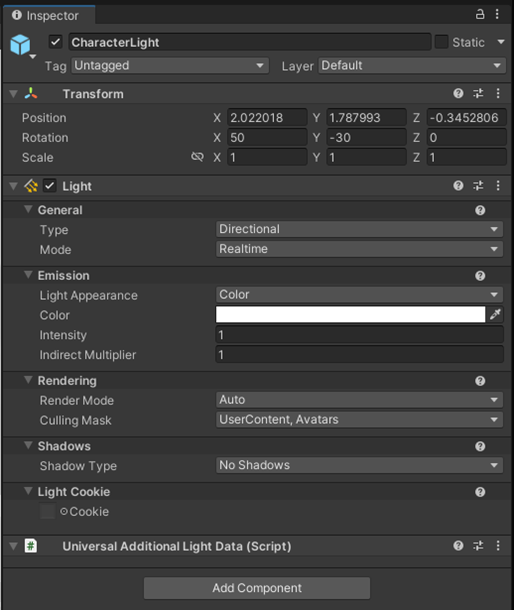 Inspector
CharacterLight Static
Tag Untagged Layer Default
Transform
Position X 2.022018 Y 1.787993 Z -0.3452806
Rotation X 50 Y -30 Z 0
Scale X 1 Y 1 Z 1
Light
General
Type Directional
Mode Realtime
Emission
Light Appearance Color
Color
Intensity 1
Indirect Multiplier 1
Rendering
Render Mode Auto
Culling Mask UserContent, Avatars
Shadows
Shadow Type No Shadows
Light Cookie
Cookie
# Universal Additional Light Data (Script)
Add Component